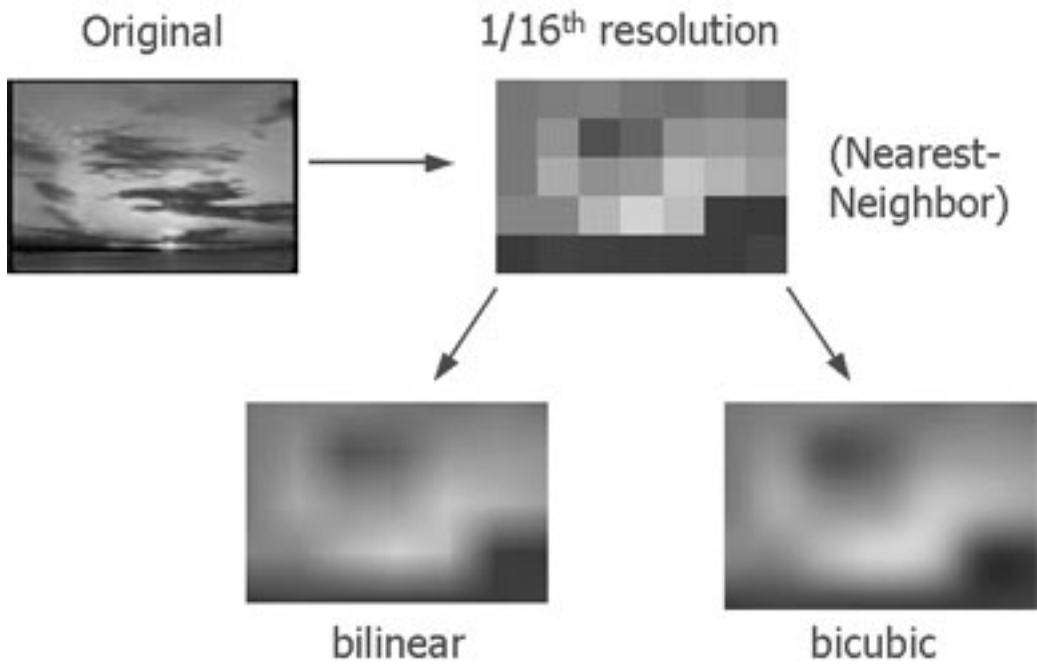 Original
1/16th resolution
(Nearest-
Neighbor)
bilinear
bicubic